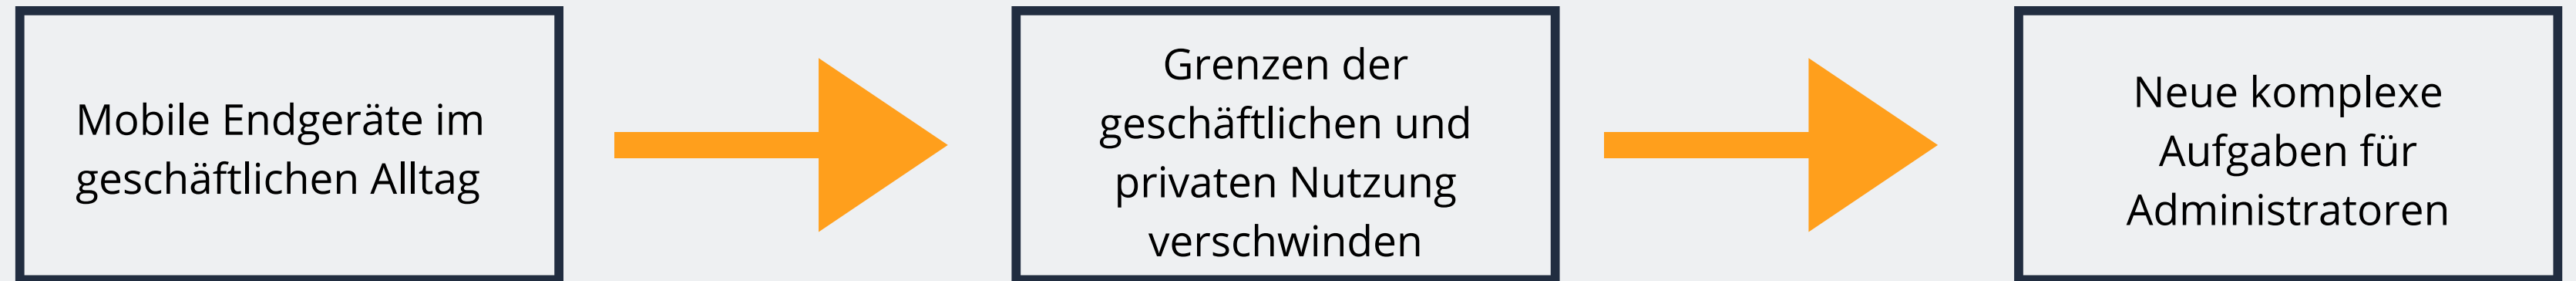 Mobile Endgeräte im
geschäftlichen Alltag
Grenzen der
geschäftlichen und
privaten Nutzung
verschwinden
Neue komplexe
Aufgaben für
Administratoren